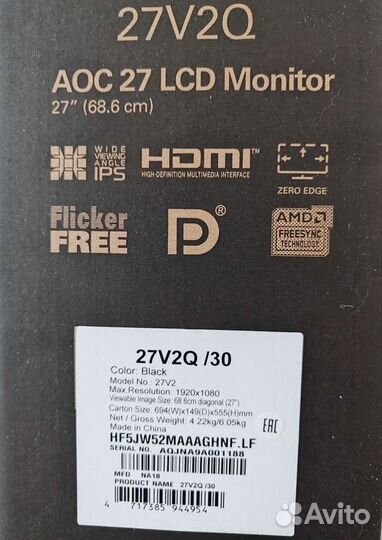 27V2Q
AOC 27 LCD Monitor
27" (68.6 cm)
WIDE
VIEWING
ANGLE
IPS
HDMI™
HIGH-DEFINITION MULTIMEDIA INTERFACE
ZERO EDGE
Flicker
FREE
D®
AMD
FREESYNC
TECHNOLOGY
27V2Q /30
Color: Black
Model No.: 27V2
Max.Resolution: 1920x1080
Viewable Image Size: 68.6cm diagonal (27")
Carton Size: 694(W)x149(D)x555(H)mm
Net / Gross Weight: 4.22kg/6.05kg
Made in China
EAC
HF5JW52MAAAGHNF.LF
SERIAL NO. AQJNA9A001188
MFD NA18
PRODUCT NAME 27V2Q /30
4 717385 944954
Avito